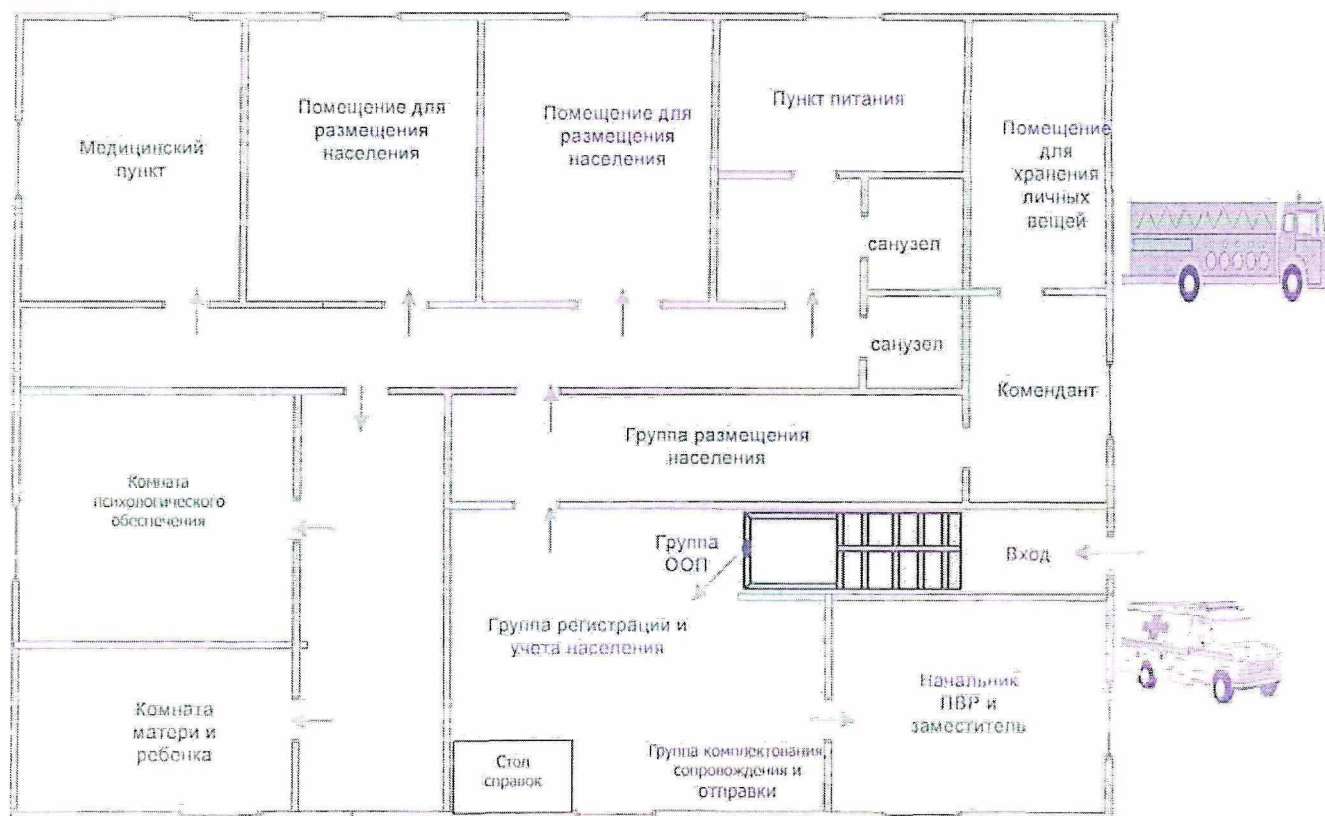 Медицинский
пункт
Помещение для
размещения
населения
Помещение для
размещения
населения
Пункт питания
Помещение
для
хранения
личных
вещей
санузел
санузел
Комендант
Группа размещения
населения
Комната
психологического
обеспечения
Группа
ООП
Вход
Группа регистраций и
учета населения
Начальник
ПВР и
заместитель
Комната
матери и
ребенка
Стол
справок
Группа комплектования,
сопровождения и
отправки